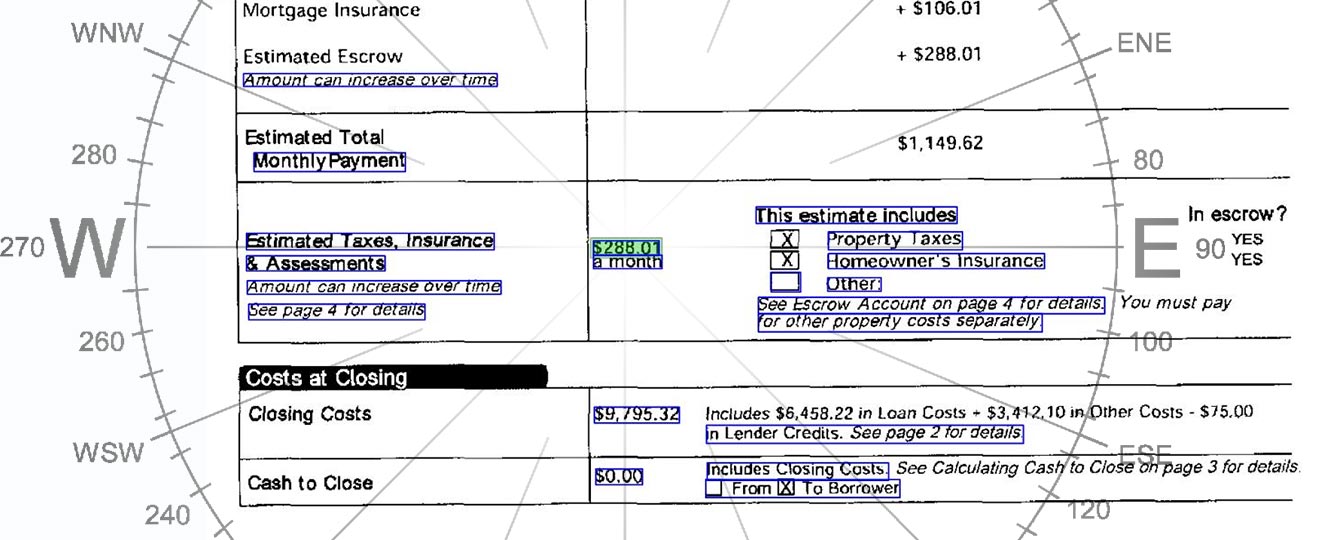 Mortgage Insurance + $106.01
WNW ENE
Estimated Escrow + $288.01
Amount can increase over time
Estimated Total $1,149.62
Monthly Payment
280 80
This estimate includes In escrow?
270 W Estimated Taxes, Insurance $288.01 X Property Taxes E 90 YES
& Assessments a month X Homeowner's Insurance YES
Amount can increase over time Other:
See page 4 for details See Escrow Account on page 4 for details. You must pay
for other property costs separately.
260 100
Costs at Closing
Closing Costs $9,795.32 Includes $6,458.22 in Loan Costs + $3,412.10 in Other Costs - $75.00
in Lender Credits. See page 2 for details.
WSW ESE
Cash to Close $0.00 Includes Closing Costs. See Calculating Cash to Close on page 3 for details.
From X To Borrower
240 120